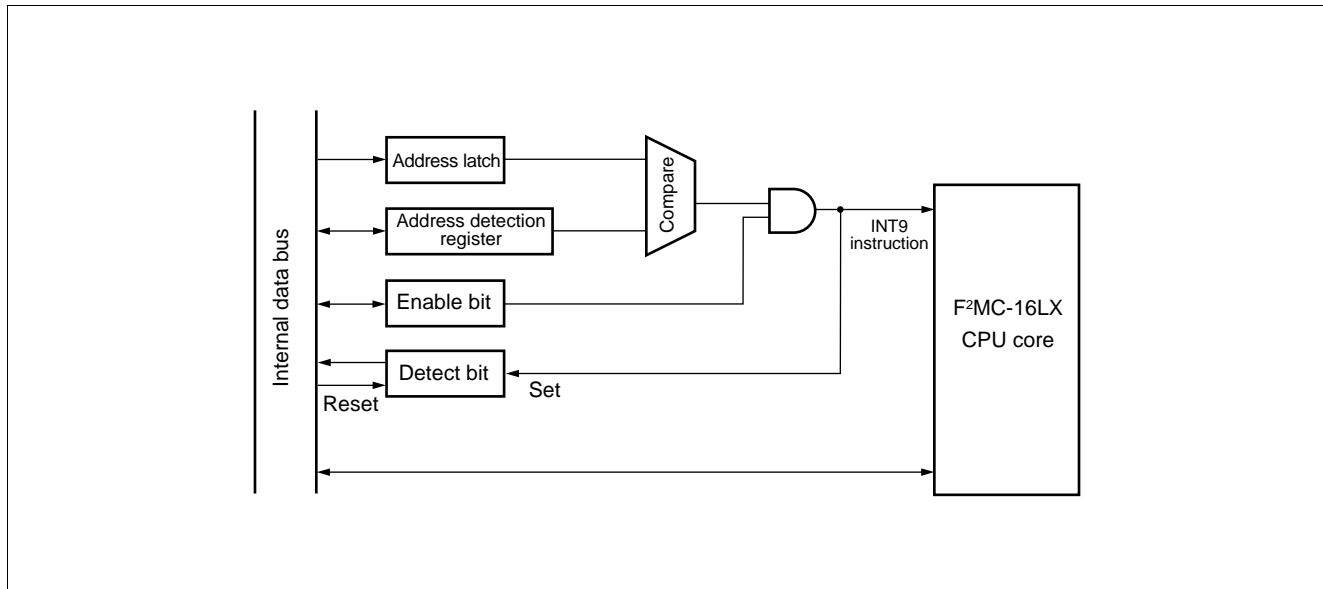 Internal data bus
Address latch
Address detection
register
Enable bit
Detect bit
Reset
Set
Compare
INT9
instruction
F²MC-16LX
CPU core